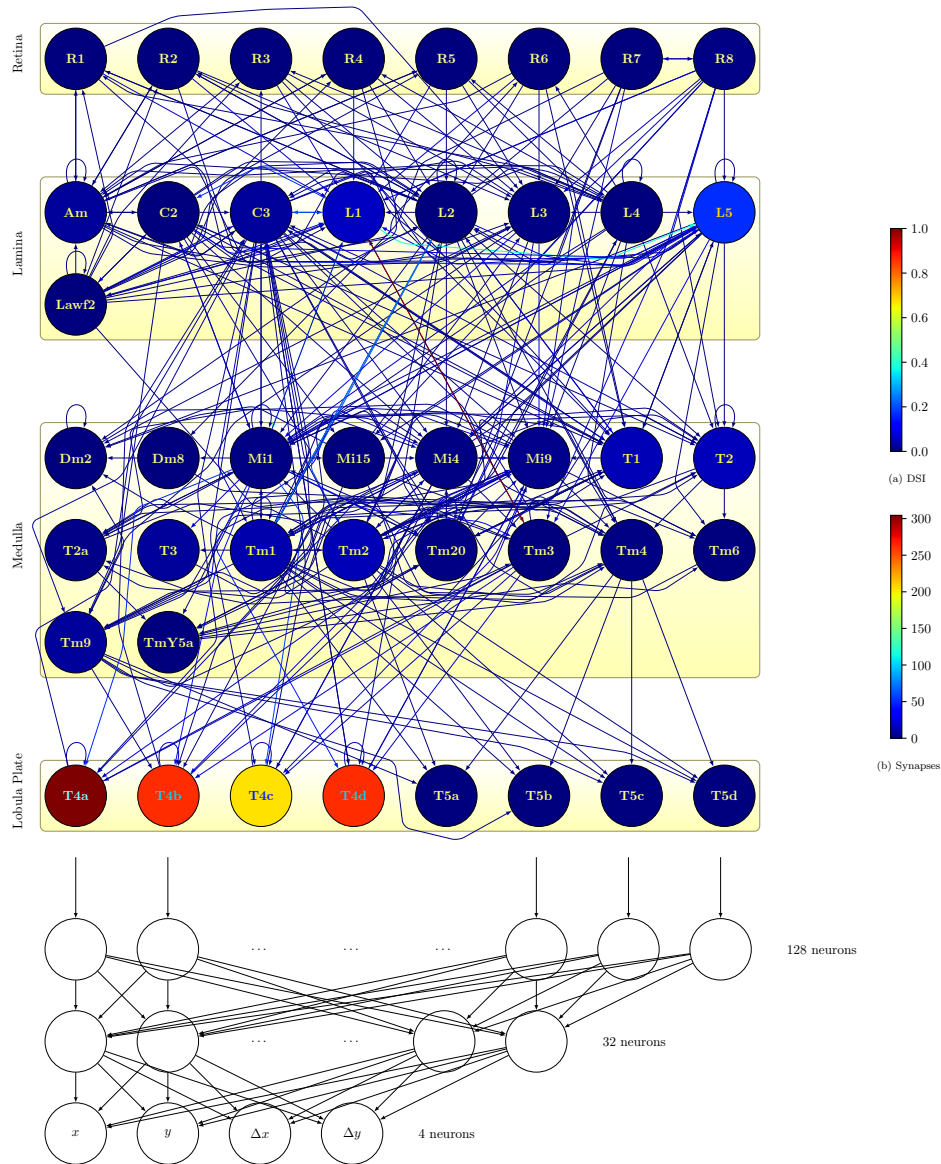 Retina
R1 R2 R3 R4 R5 R6 R7 R8
Lamina
Am C2 C3 L1 L2 L3 L4 L5
Lawf2
1.0
0.8
0.6
0.4
0.2
0.0
(a) DSI
Medulla
Dm2 Dm8 Mi1 Mi15 Mi4 Mi9 T1 T2
T2a T3 Tm1 Tm2 Tm20 Tm3 Tm4 Tm6
Tm9 TmY5a
300
250
200
150
100
50
0
(b) Synapses
Lobula Plate
T4a T4b T4c T4d T5a T5b T5c T5d
... ... ... 128 neurons
... ... 32 neurons
x y Δx Δy 4 neurons